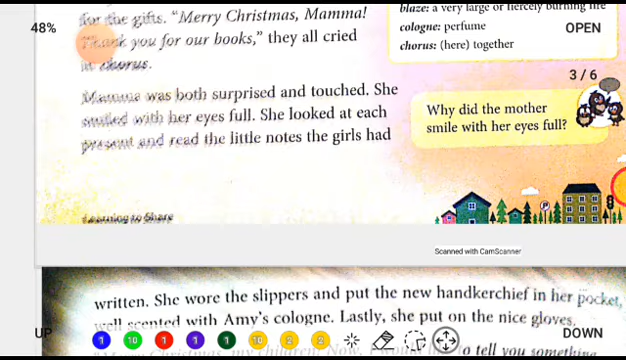 for the gifts. "Merry Christmas, Mamma!
Thank you for our books," they all cried
in chorus.
Mamma was both surprised and touched. She
smiled with her eyes full. She looked at each
present and read the little notes the girls had
Learning to Share
blaze: a very large or fiercely burning fire
cologne: perfume
chorus: (here) together
48%
OPEN
3 / 6
Why did the mother
smile with her eyes full?
Scanned with CamScanner
written. She wore the slippers and put the new handkerchief in her pocket,
well scented with Amy's cologne. Lastly, she put on the nice gloves.
UP
DOWN
1
10
1
1
1
10
2
2
to tell you something